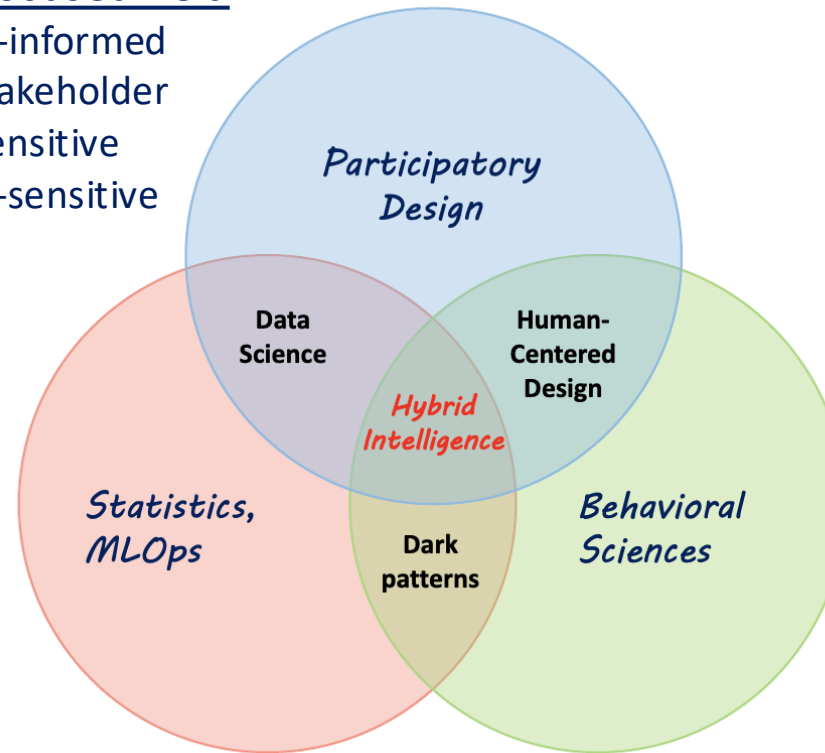 -informed
akeholder
ensitive
-sensitive
Participatory
Design
Data
Science
Human-
Centered
Design
Hybrid
Intelligence
Statistics,
MLOps
Behavioral
Sciences
Dark
patterns